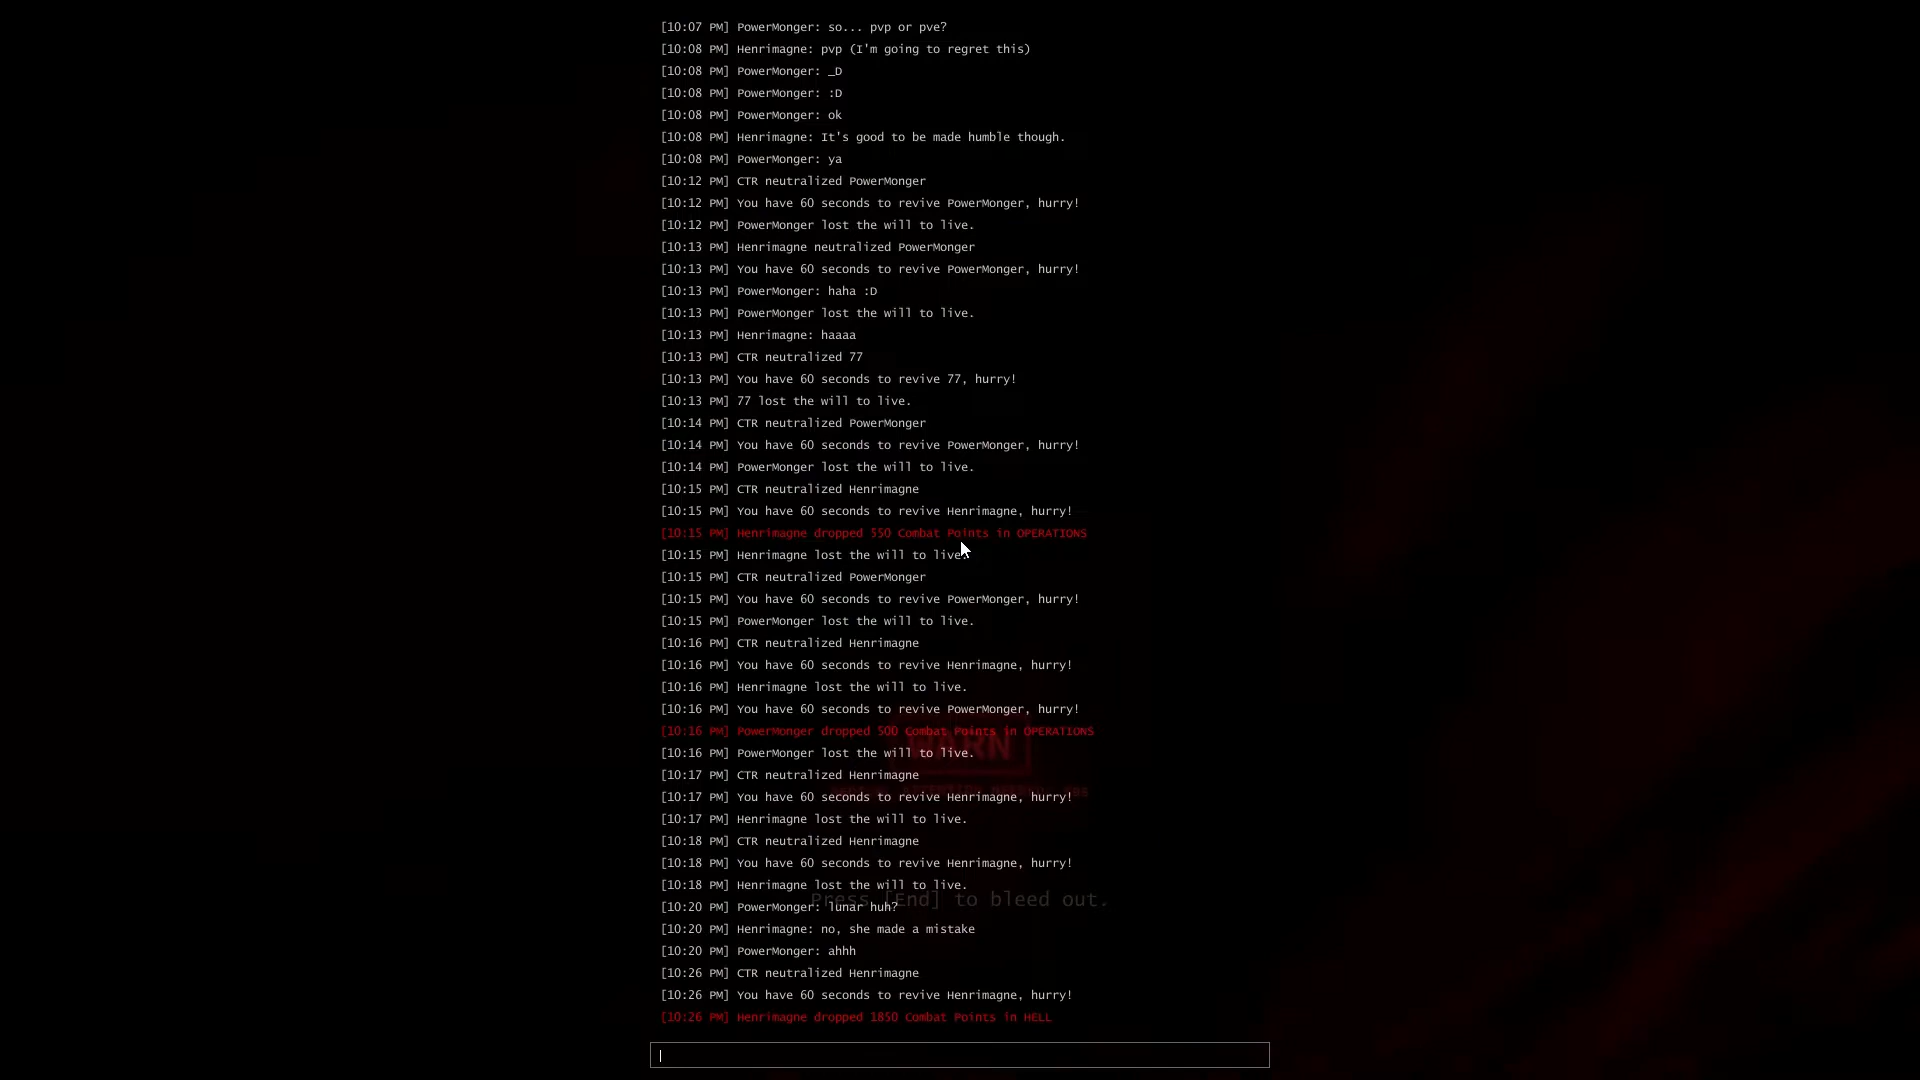 [10:07 PM] PowerMonger: so... pvp or pve?
[10:08 PM] Henrimagne: pvp (I'm going to regret this)
[10:08 PM] PowerMonger: _D
[10:08 PM] PowerMonger: :D
[10:08 PM] PowerMonger: ok
[10:08 PM] Henrimagne: It's good to be made humble though.
[10:08 PM] PowerMonger: ya
[10:12 PM] CTR neutralized PowerMonger
[10:12 PM] You have 60 seconds to revive PowerMonger, hurry!
[10:12 PM] PowerMonger lost the will to live.
[10:13 PM] Henrimagne neutralized PowerMonger
[10:13 PM] You have 60 seconds to revive PowerMonger, hurry!
[10:13 PM] PowerMonger: haha :D
[10:13 PM] PowerMonger lost the will to live.
[10:13 PM] Henrimagne: haaaa
[10:13 PM] CTR neutralized 77
[10:13 PM] You have 60 seconds to revive 77, hurry!
[10:13 PM] 77 lost the will to live.
[10:14 PM] CTR neutralized PowerMonger
[10:14 PM] You have 60 seconds to revive PowerMonger, hurry!
[10:14 PM] PowerMonger lost the will to live.
[10:15 PM] CTR neutralized Henrimagne
[10:15 PM] You have 60 seconds to revive Henrimagne, hurry!
[10:15 PM] Henrimagne dropped 550 Combat Points in OPERATIONS
[10:15 PM] Henrimagne lost the will to live.
[10:15 PM] CTR neutralized PowerMonger
[10:15 PM] You have 60 seconds to revive PowerMonger, hurry!
[10:15 PM] PowerMonger lost the will to live.
[10:16 PM] CTR neutralized Henrimagne
[10:16 PM] You have 60 seconds to revive Henrimagne, hurry!
[10:16 PM] Henrimagne lost the will to live.
[10:16 PM] You have 60 seconds to revive PowerMonger, hurry!
[10:16 PM] PowerMonger dropped 500 Combat Points in OPERATIONS
[10:16 PM] PowerMonger lost the will to live.
[10:17 PM] CTR neutralized Henrimagne
[10:17 PM] You have 60 seconds to revive Henrimagne, hurry!
[10:17 PM] Henrimagne lost the will to live.
[10:18 PM] CTR neutralized Henrimagne
[10:18 PM] You have 60 seconds to revive Henrimagne, hurry!
[10:18 PM] Henrimagne lost the will to live.
Press [End] to bleed out.
[10:20 PM] PowerMonger: lunar huh?
[10:20 PM] Henrimagne: no, she made a mistake
[10:20 PM] PowerMonger: ahhh
[10:26 PM] CTR neutralized Henrimagne
[10:26 PM] You have 60 seconds to revive Henrimagne, hurry!
[10:26 PM] Henrimagne dropped 1850 Combat Points in HELL